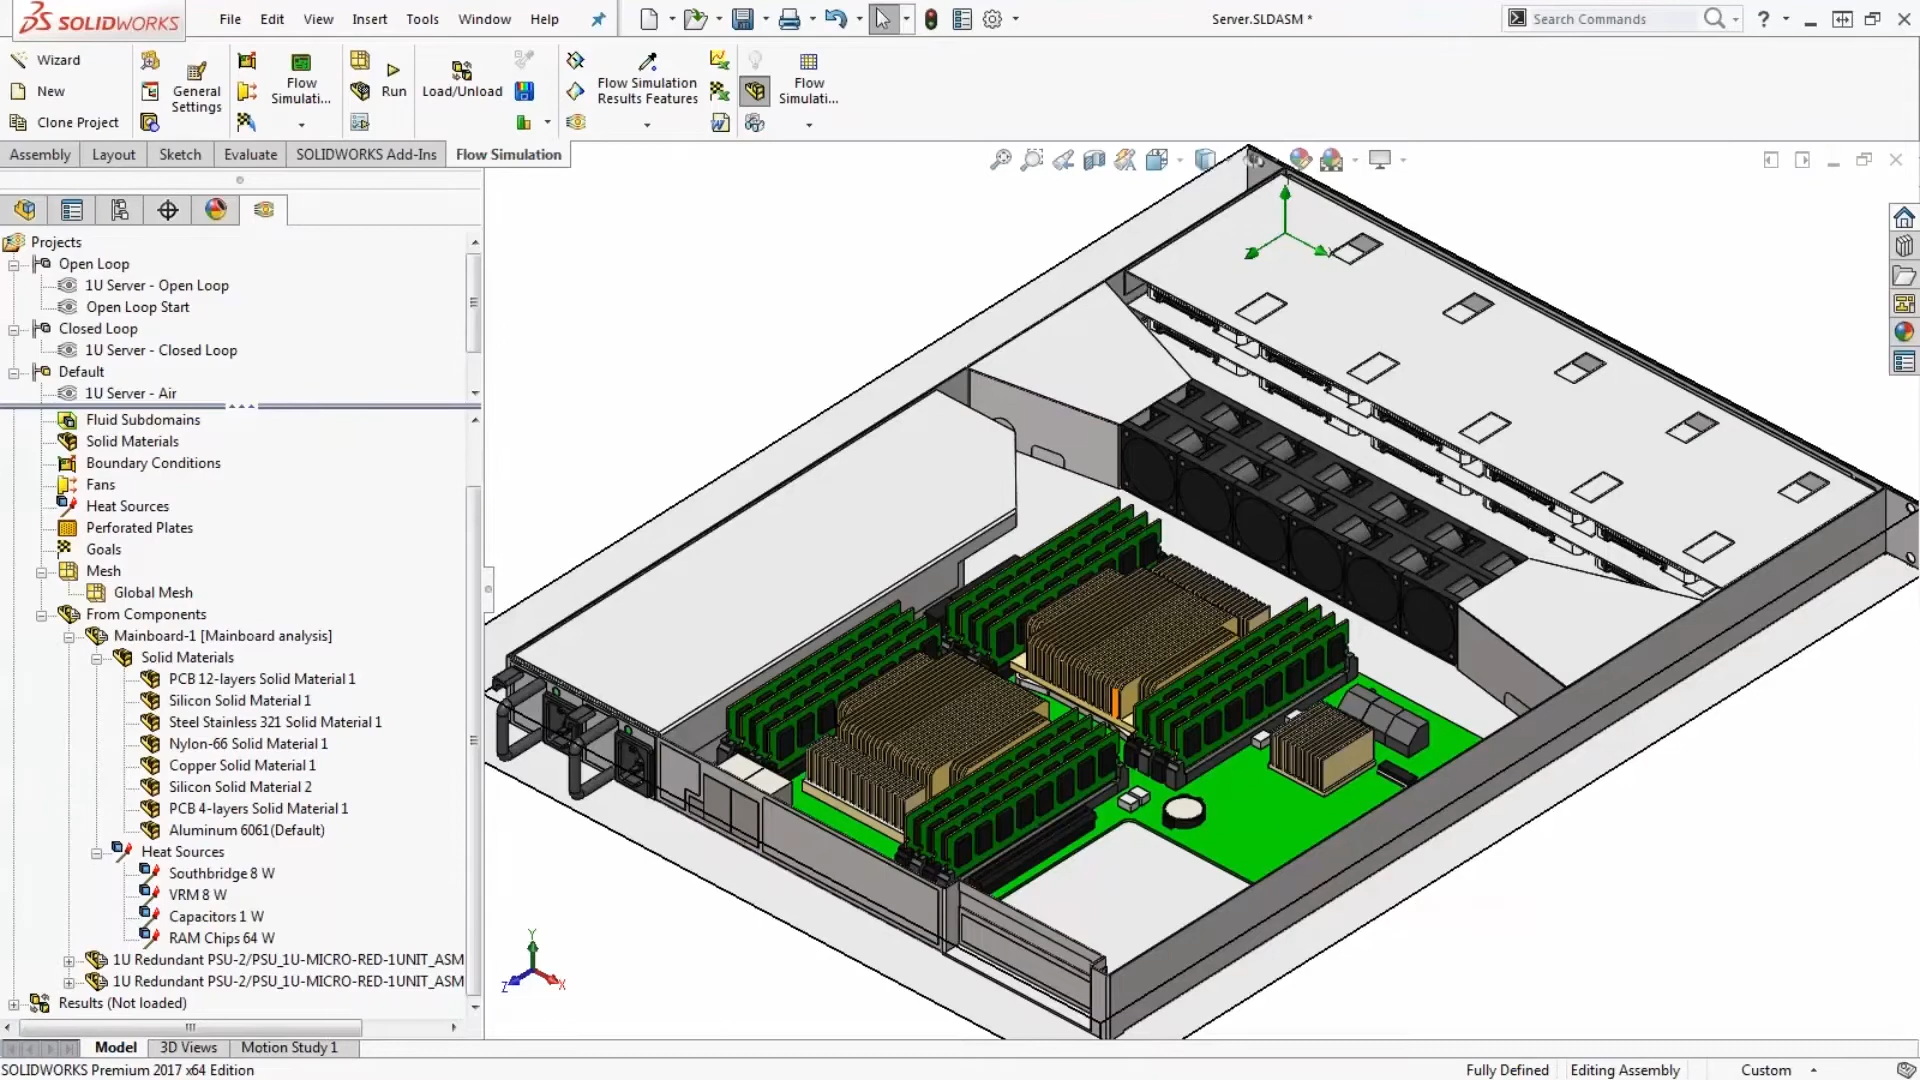 SOLIDWORKS
File Edit View Insert Tools Window Help
Server.SLDASM *
Search Commands
?
Wizard
New
Clone Project
General Settings
Flow Simulati...
Run
Load/Unload
Flow Simulation Results Features
Flow Simulati...
Assembly Layout Sketch Evaluate SOLIDWORKS Add-Ins Flow Simulation
Projects
Open Loop
1U Server - Open Loop
Open Loop Start
Closed Loop
1U Server - Closed Loop
Default
1U Server - Air
Fluid Subdomains
Solid Materials
Boundary Conditions
Fans
Heat Sources
Perforated Plates
Goals
Mesh
Global Mesh
From Components
Mainboard-1 [Mainboard analysis]
Solid Materials
PCB 12-layers Solid Material 1
Silicon Solid Material 1
Steel Stainless 321 Solid Material 1
Nylon-66 Solid Material 1
Copper Solid Material 1
Silicon Solid Material 2
PCB 4-layers Solid Material 1
Aluminum 6061(Default)
Heat Sources
Southbridge 8 W
VRM 8 W
Capacitors 1 W
RAM Chips 64 W
1U Redundant PSU-2/PSU_1U-MICRO-RED-1UNIT_ASM
1U Redundant PSU-2/PSU_1U-MICRO-RED-1UNIT_ASM
Results (Not loaded)
Y
Z
X
Model 3D Views Motion Study 1
SOLIDWORKS Premium 2017 x64 Edition
Fully Defined Editing Assembly Custom